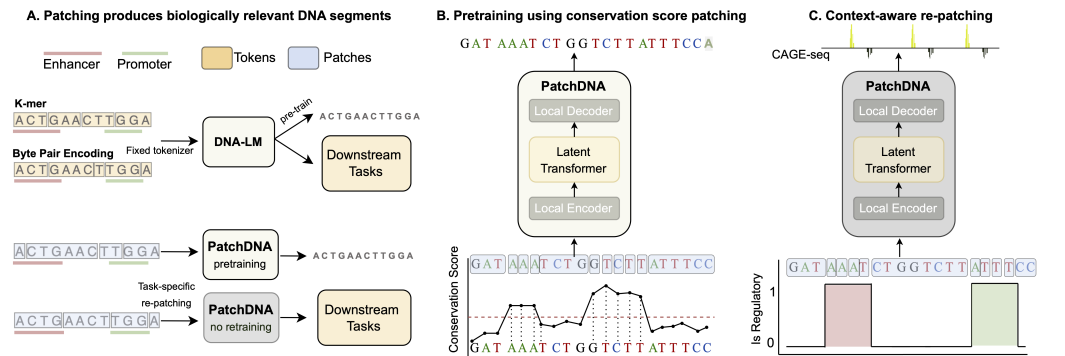 A. Patching produces biologically relevant DNA segments
Enhancer
Promoter
Tokens
Patches
K-mer
ACTGAACTTGGA
Byte Pair Encoding
ACTGAACTTGGA
Fixed tokenizer
DNA-LM
pre-train
ACTGAACTTGGA
Downstream
Tasks
ACTGAACTTGGA
PatchDNA
pretraining
ACTGAACTTGGA
Task-specific
re-patching
ACTGAACTTGGA
PatchDNA
no retraining
Downstream
Tasks
B. Pretraining using conservation score patching
GAT AAATCTGGTCTTATTTCCA
PatchDNA
Local Decoder
Latent
Transformer
Local Encoder
Conservation Score
GATAAATCTGGTCTTATTTCC
GATAAATCTGGTCTTATTTCC
C. Context-aware re-patching
CAGE-seq
PatchDNA
Local Decoder
Latent
Transformer
Local Encoder
GATAAATCTGGTCTTATTTCC
Is Regulatory
1
0